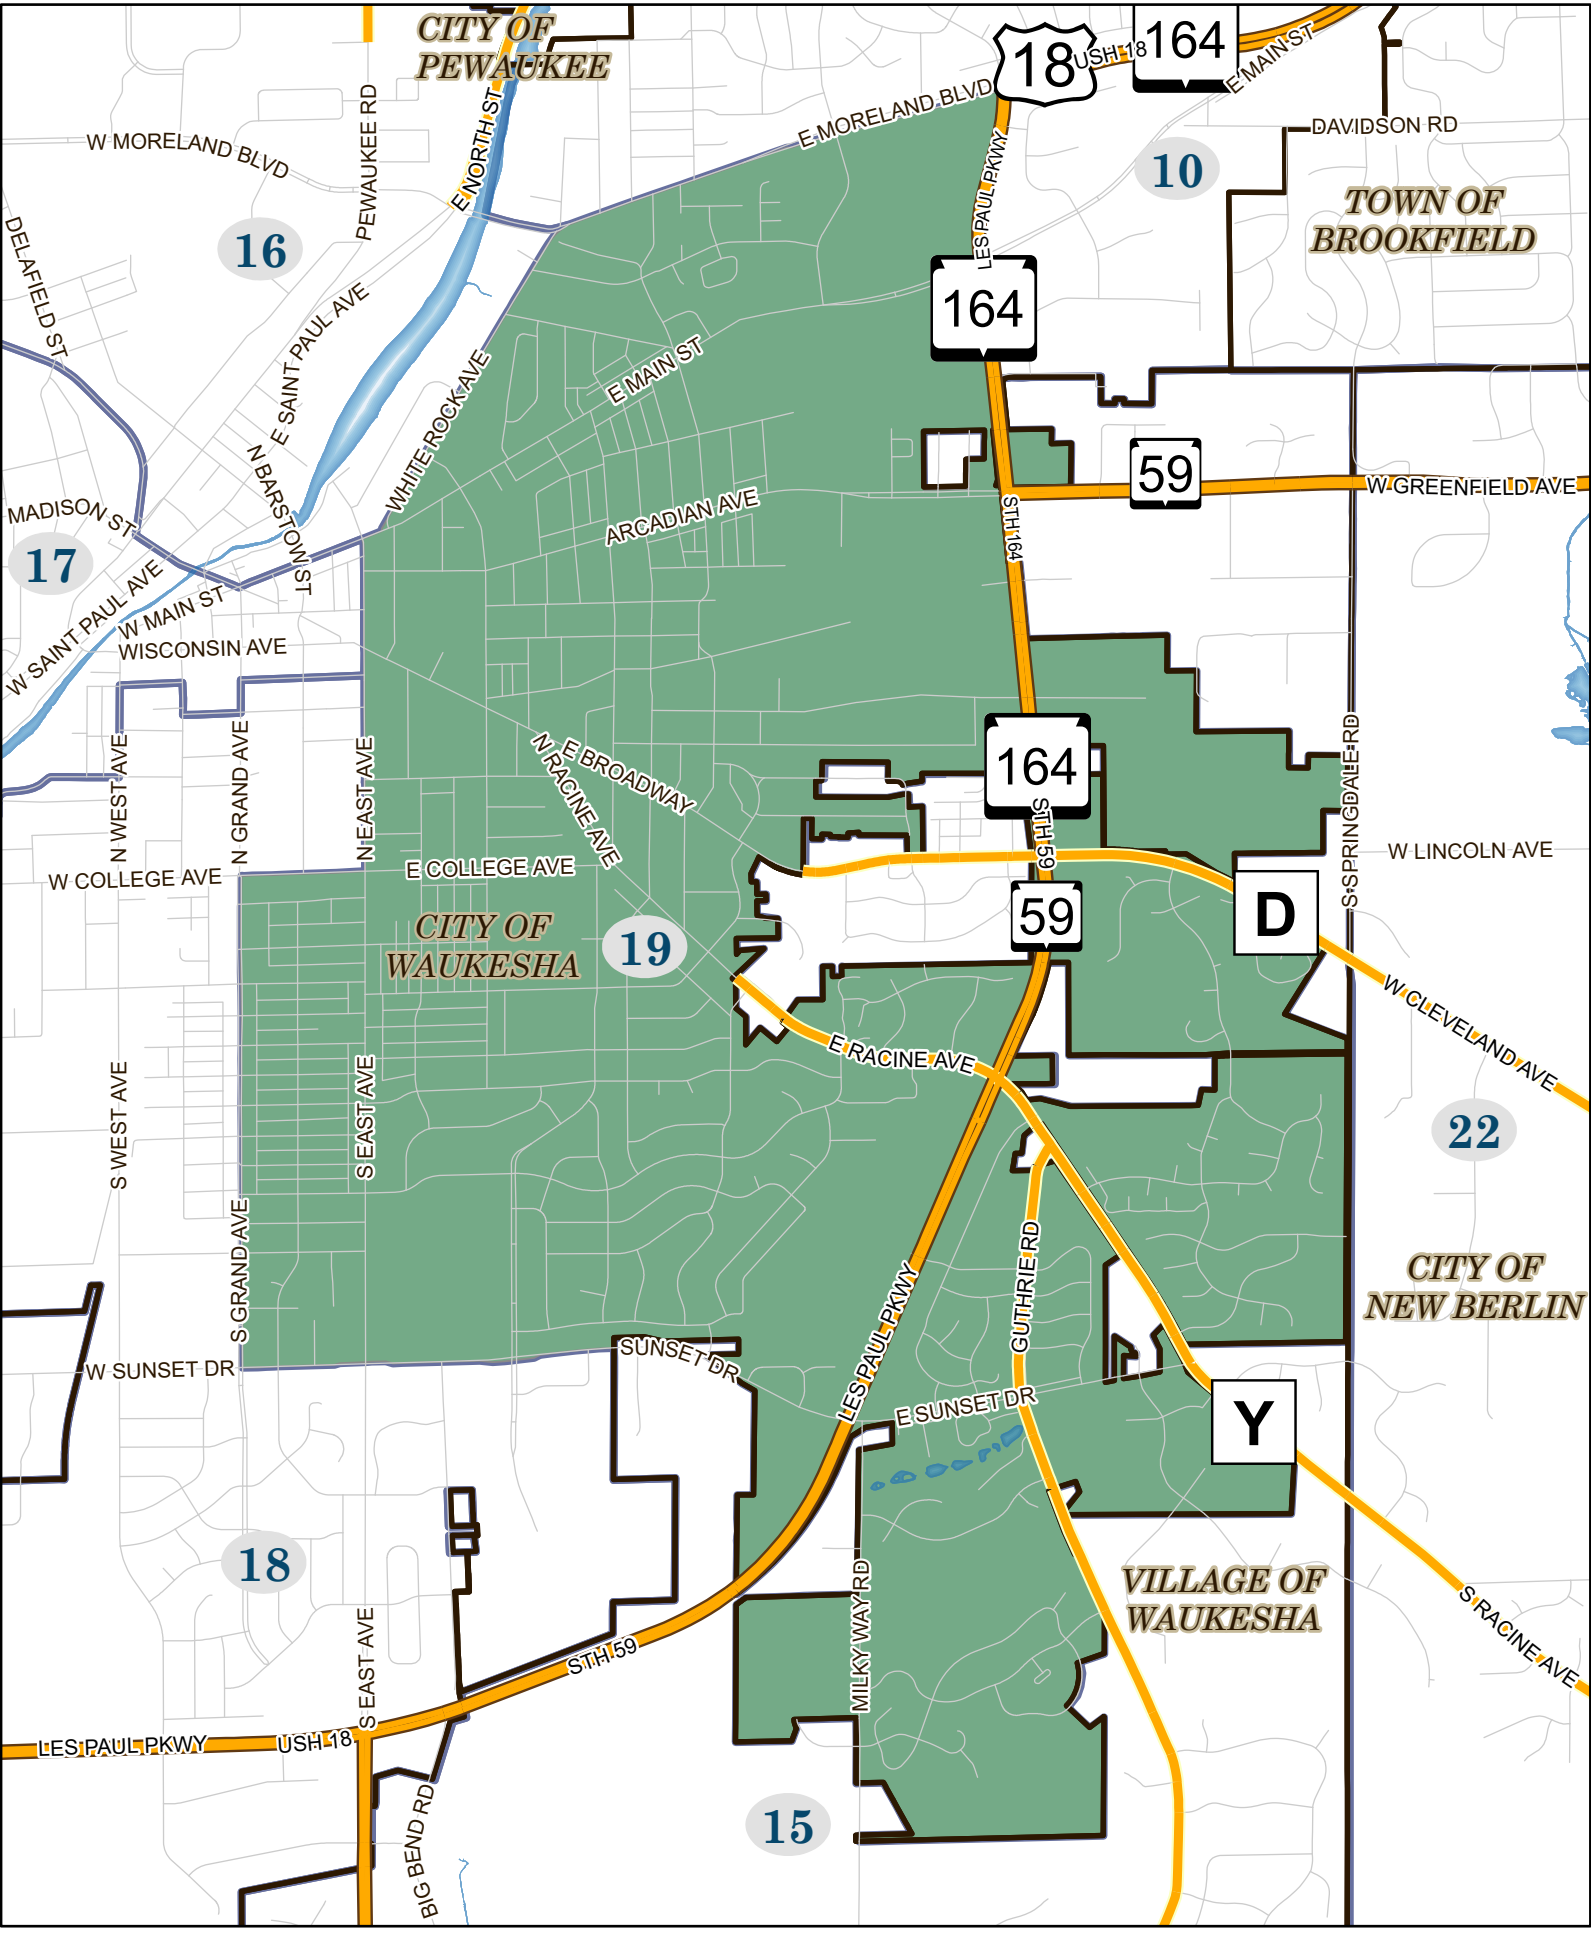 CITY OF
PEWAUKEE
18
USH 18
164
E MAIN ST
E MORELAND BLVD
DAVIDSON RD
W MORELAND BLVD
PEWAUKEE RD
E NORTH ST
LES PAUL PKWY
10
TOWN OF
BROOKFIELD
16
DELAFIELD ST
164
E SAINT PAUL AVE
E MAIN ST
WHITE ROCK AVE
N BARSTOW ST
59
W GREENFIELD AVE
MADISON ST
ARCADIAN AVE
STH 164
17
W SAINT PAUL AVE
W MAIN ST
WISCONSIN AVE
N WEST AVE
N GRAND AVE
N EAST AVE
N RACINE AVE
E BROADWAY
164
STH 59
S SPRINGDALE RD
W LINCOLN AVE
W COLLEGE AVE
E COLLEGE AVE
CITY OF
WAUKESHA
19
59
D
W CLEVELAND AVE
E RACINE AVE
S WEST AVE
S EAST AVE
22
S GRAND AVE
GUTHRIE RD
LES PAUL PKWY
CITY OF
NEW BERLIN
W SUNSET DR
SUNSET DR
E SUNSET DR
Y
18
VILLAGE OF
WAUKESHA
MILKY WAY RD
S RACINE AVE
S EAST AVE
STH 59
LES PAUL PKWY
USH 18
BIG BEND RD
15